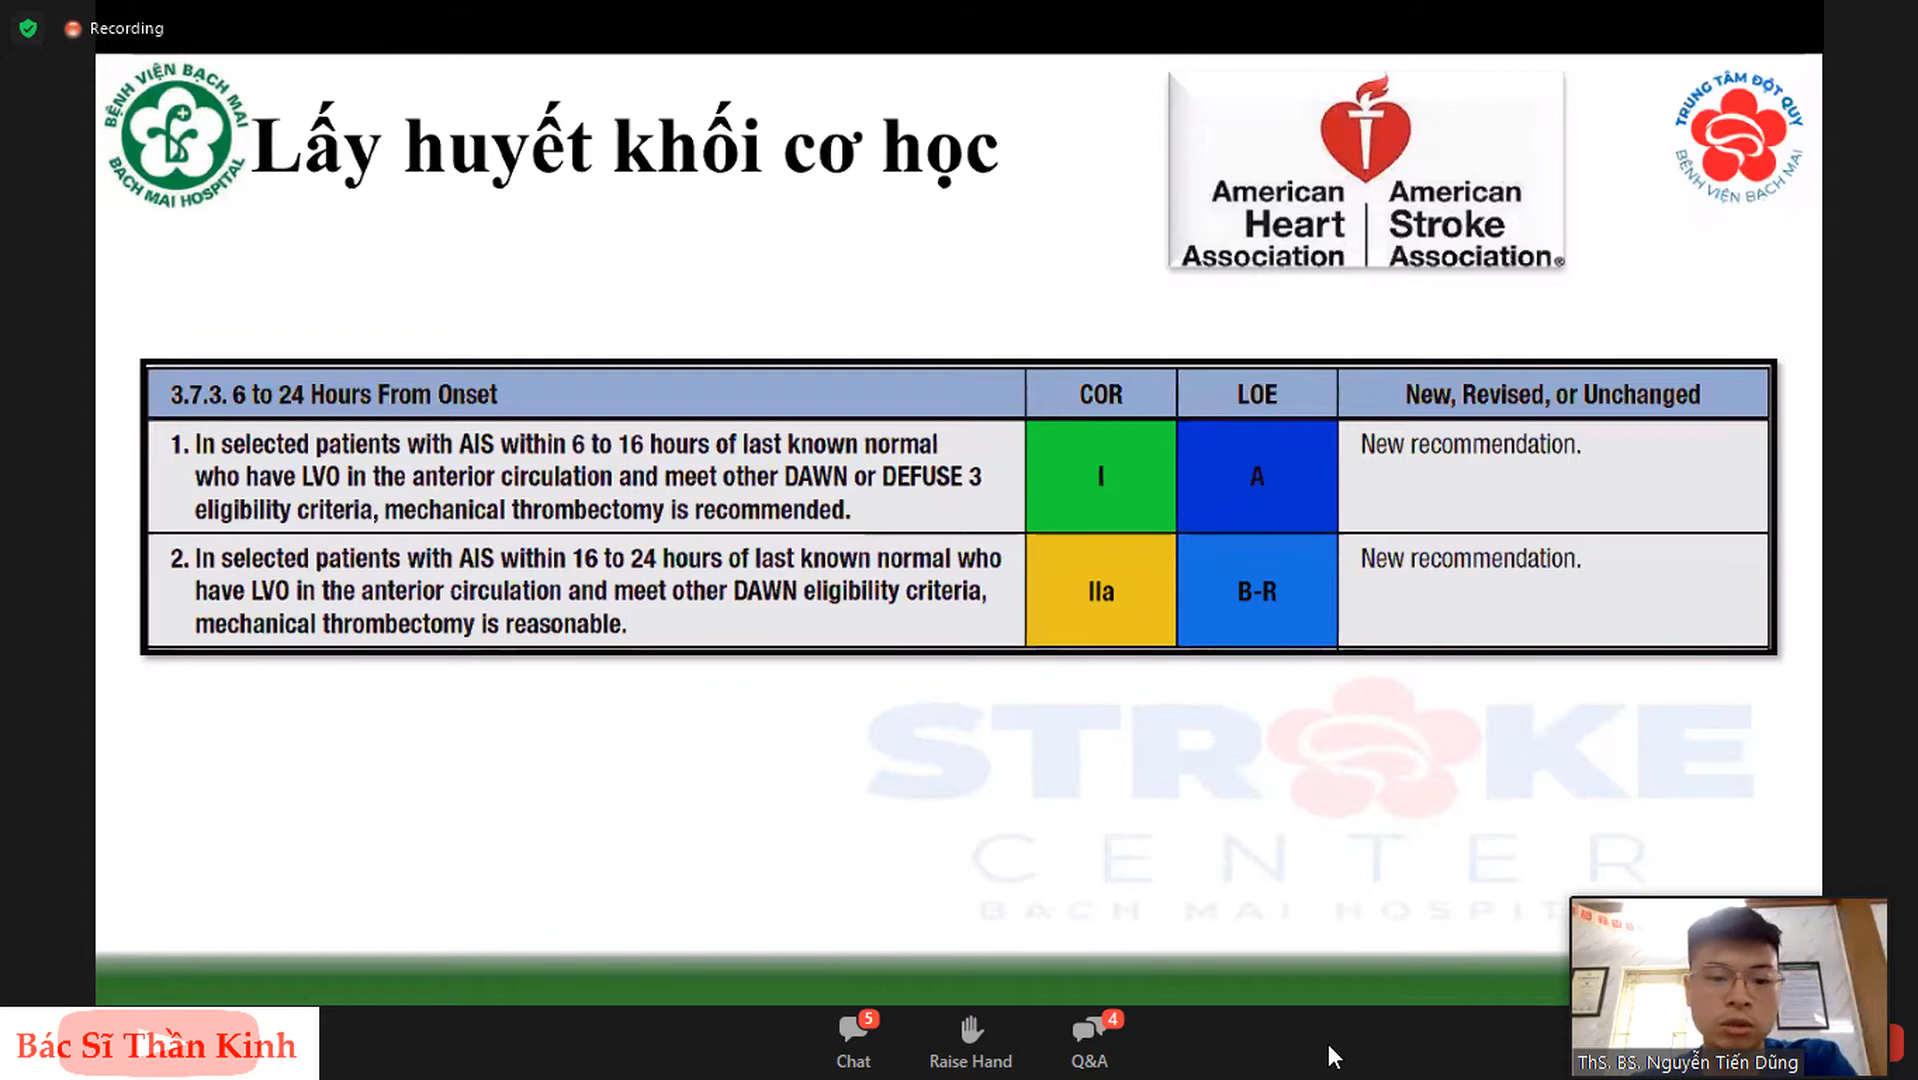 Recording
BỆNH VIỆN BẠCH MAI
BACH MAI HOSPITAL
Lấy huyết khối cơ học
American Heart Association
American Stroke Association®
TRUNG TÂM ĐỘT QUỴ
BỆNH VIỆN BẠCH MAI
3.7.3. 6 to 24 Hours From Onset
COR
LOE
New, Revised, or Unchanged
1. In selected patients with AIS within 6 to 16 hours of last known normal
who have LVO in the anterior circulation and meet other DAWN or DEFUSE 3
eligibility criteria, mechanical thrombectomy is recommended.
I
A
New recommendation.
2. In selected patients with AIS within 16 to 24 hours of last known normal who
have LVO in the anterior circulation and meet other DAWN eligibility criteria,
mechanical thrombectomy is reasonable.
IIa
B-R
New recommendation.
STROKE
CENTER
BACH MAI HOSPIT
Bác Sĩ Thần Kinh
5
Chat
Raise Hand
4
Q&A
ThS. BS. Nguyễn Tiến Dũng